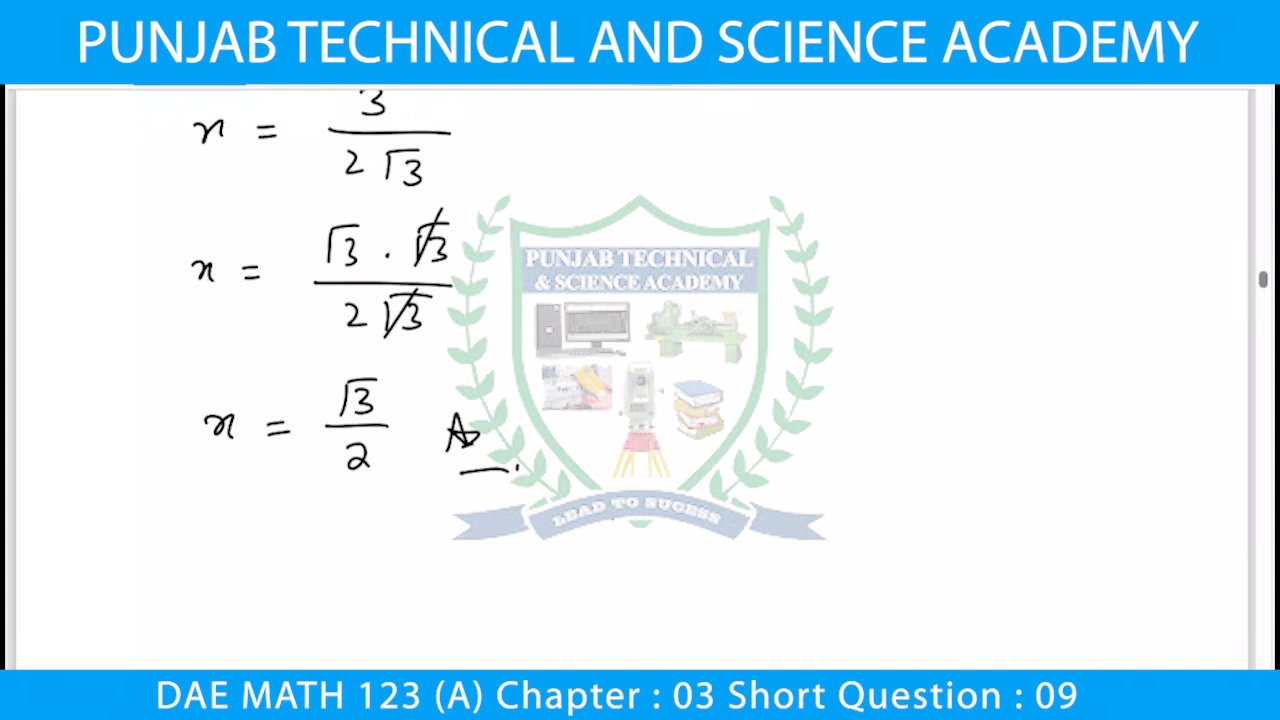 PUNJAB TECHNICAL AND SCIENCE ACADEMY
x = 3 / 2 √3
x = √3 . √3 / 2 √3
x = √3 / 2
PUNJAB TECHNICAL
& SCIENCE ACADEMY
LEAD TO SUCESS
DAE MATH 123 (A) Chapter : 03 Short Question : 09